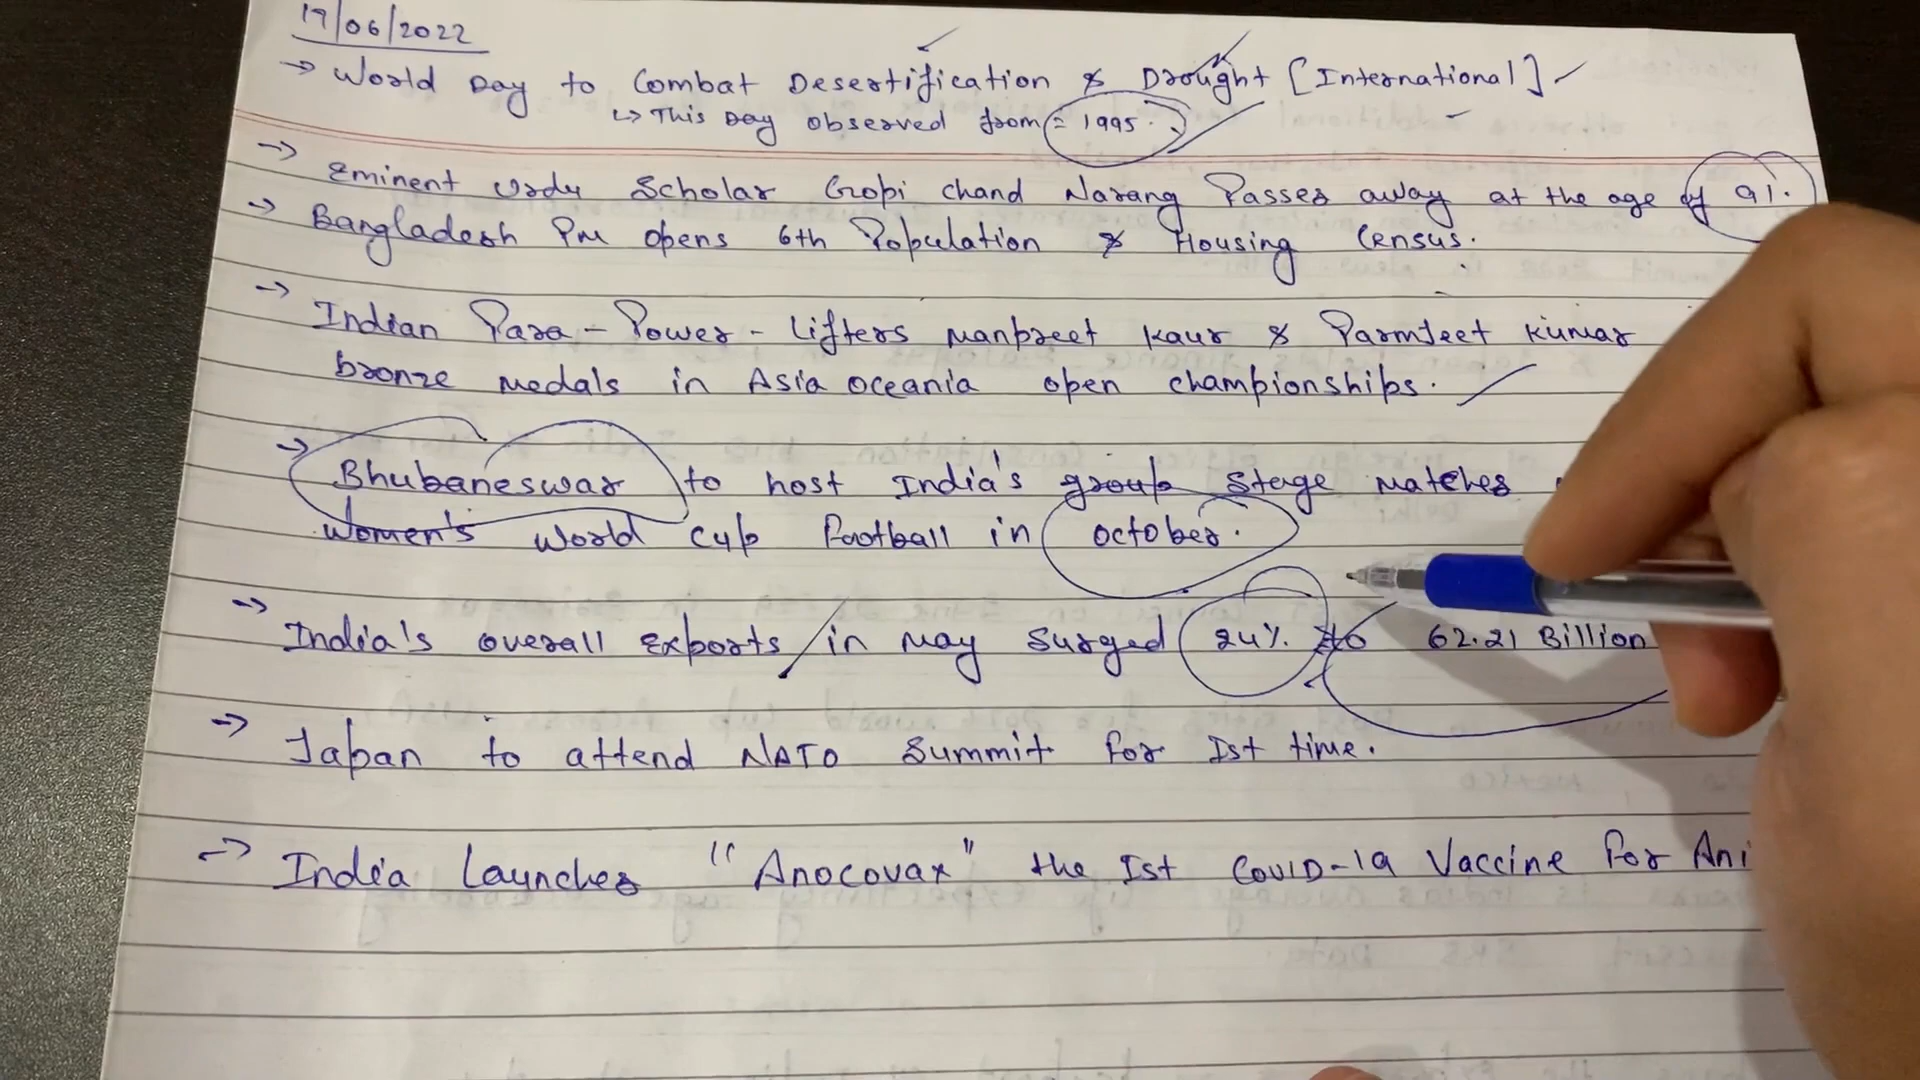 17/06/2022
→ World Day to Combat Desertification & Drought [International]
↳ This Day observed from = 1995.
→ Eminent Urdu Scholar Gopi Chand Narang Passes away at the age of 91.
→ Bangladesh PM opens 6th Population & Housing Census.
→ Indian Para-Power-Lifters Manpreet Kaur & Parmjeet Kumar
bronze medals in Asia Oceania open championships.
→ Bhubaneswar to host India's group stage matches
Women's World Cup Football in October.
→ India's overall exports in May surged 24% to 62.21 Billion
→ Japan to attend NATO Summit for Ist time.
→ India Launches "Anocovax" the Ist COVID-19 Vaccine for Ani